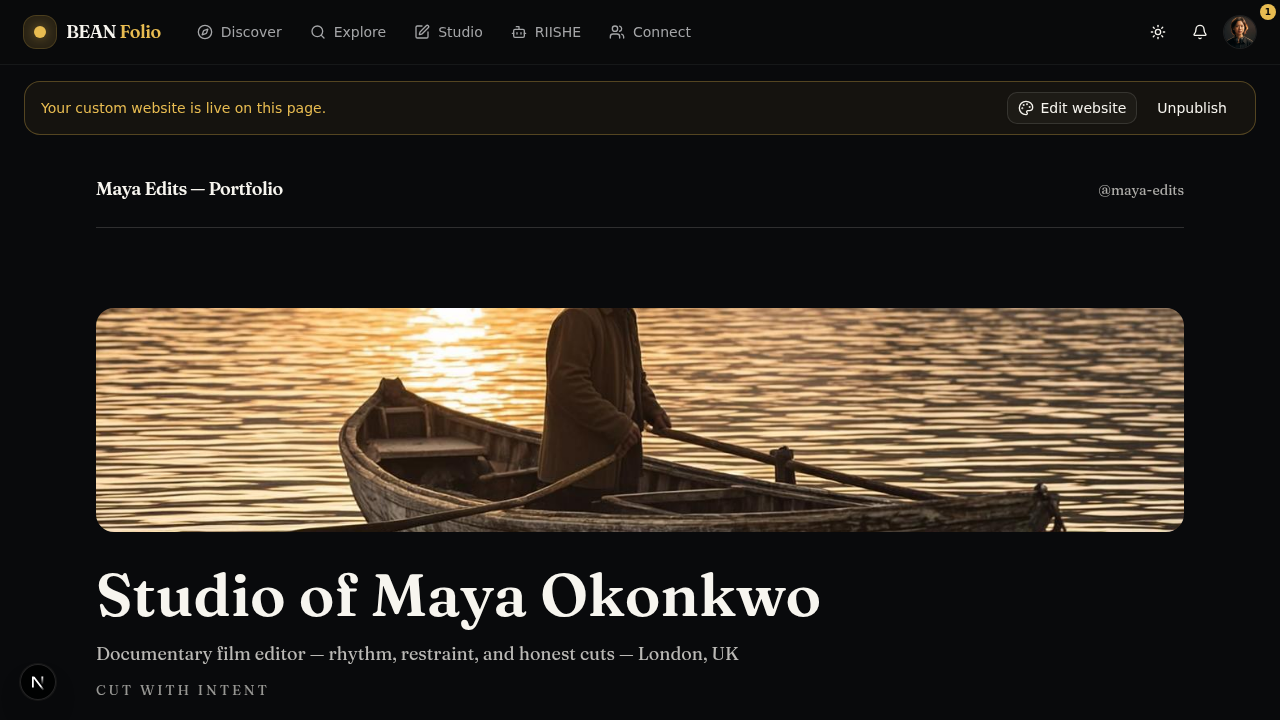 BEAN Folio
Discover
Explore
Studio
RIISHE
Connect
1
Your custom website is live on this page.
Edit website
Unpublish
Maya Edits — Portfolio
@maya-edits
Studio of Maya Okonkwo
Documentary film editor — rhythm, restraint, and honest cuts — London, UK
CUT WITH INTENT
N